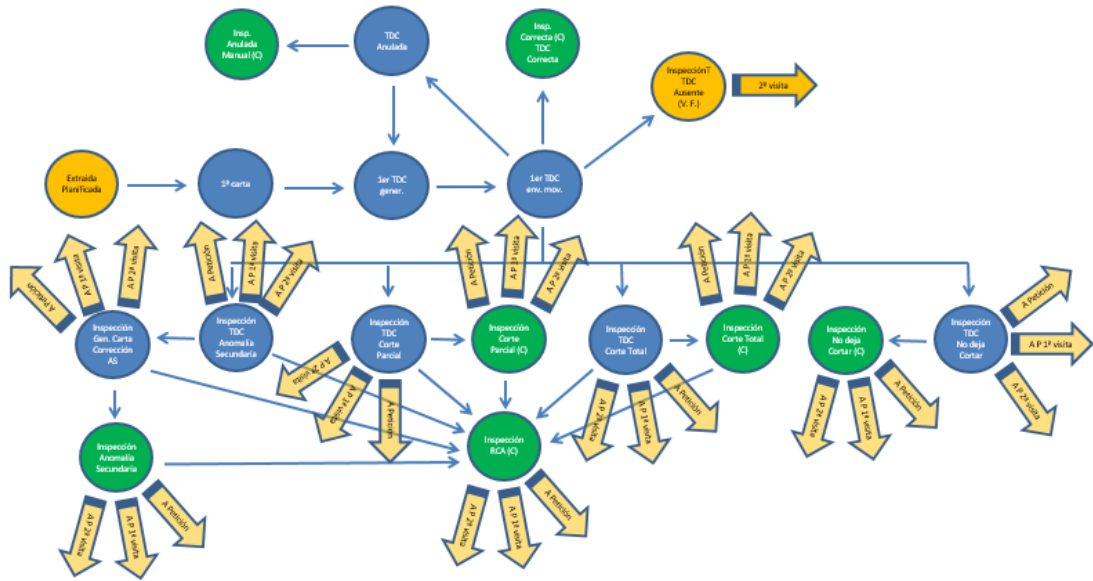 Insp.
Anulada
Manual (C)
TDC
Anulada
Insp.
Correcta (C)
TDC
Correcta
InspecciónT
TDC
Ausente
(V. F.)
2ª visita
Extraida
Planificada
1ª carta
1er TDC
gener.
1er TDC
env. mov.
A Petición
A P 1ª visita
A P 2ª visita
A Petición
A P 1ª visita
A P 2ª visita
A Petición
A P 1ª visita
A P 2ª visita
A Petición
A P 1ª visita
A P 2ª visita
Inspección
Gen. Carta
Corrección
AS
Inspección
TDC
Anomalía
Secundaria
Inspección
TDC
Corte
Parcial
Inspección
Corte
Parcial (C)
Inspección
TDC
Corte Total
Inspección
Corte Total
(C)
Inspección
No deja
Cortar (C)
Inspección
TDC
No deja
Cortar
A Petición
A P 1ª visita
A P 2ª visita
A P 2ª visita
A P 1ª visita
A Petición
A P 2ª visita
A P 1ª visita
A Petición
A P 2ª visita
A P 1ª visita
A Petición
Inspección
Anomalía
Secundaria
Inspección
RCA (C)
A P 2ª visita
A P 1ª visita
A Petición
A P 2ª visita
A P 1ª visita
A Petición